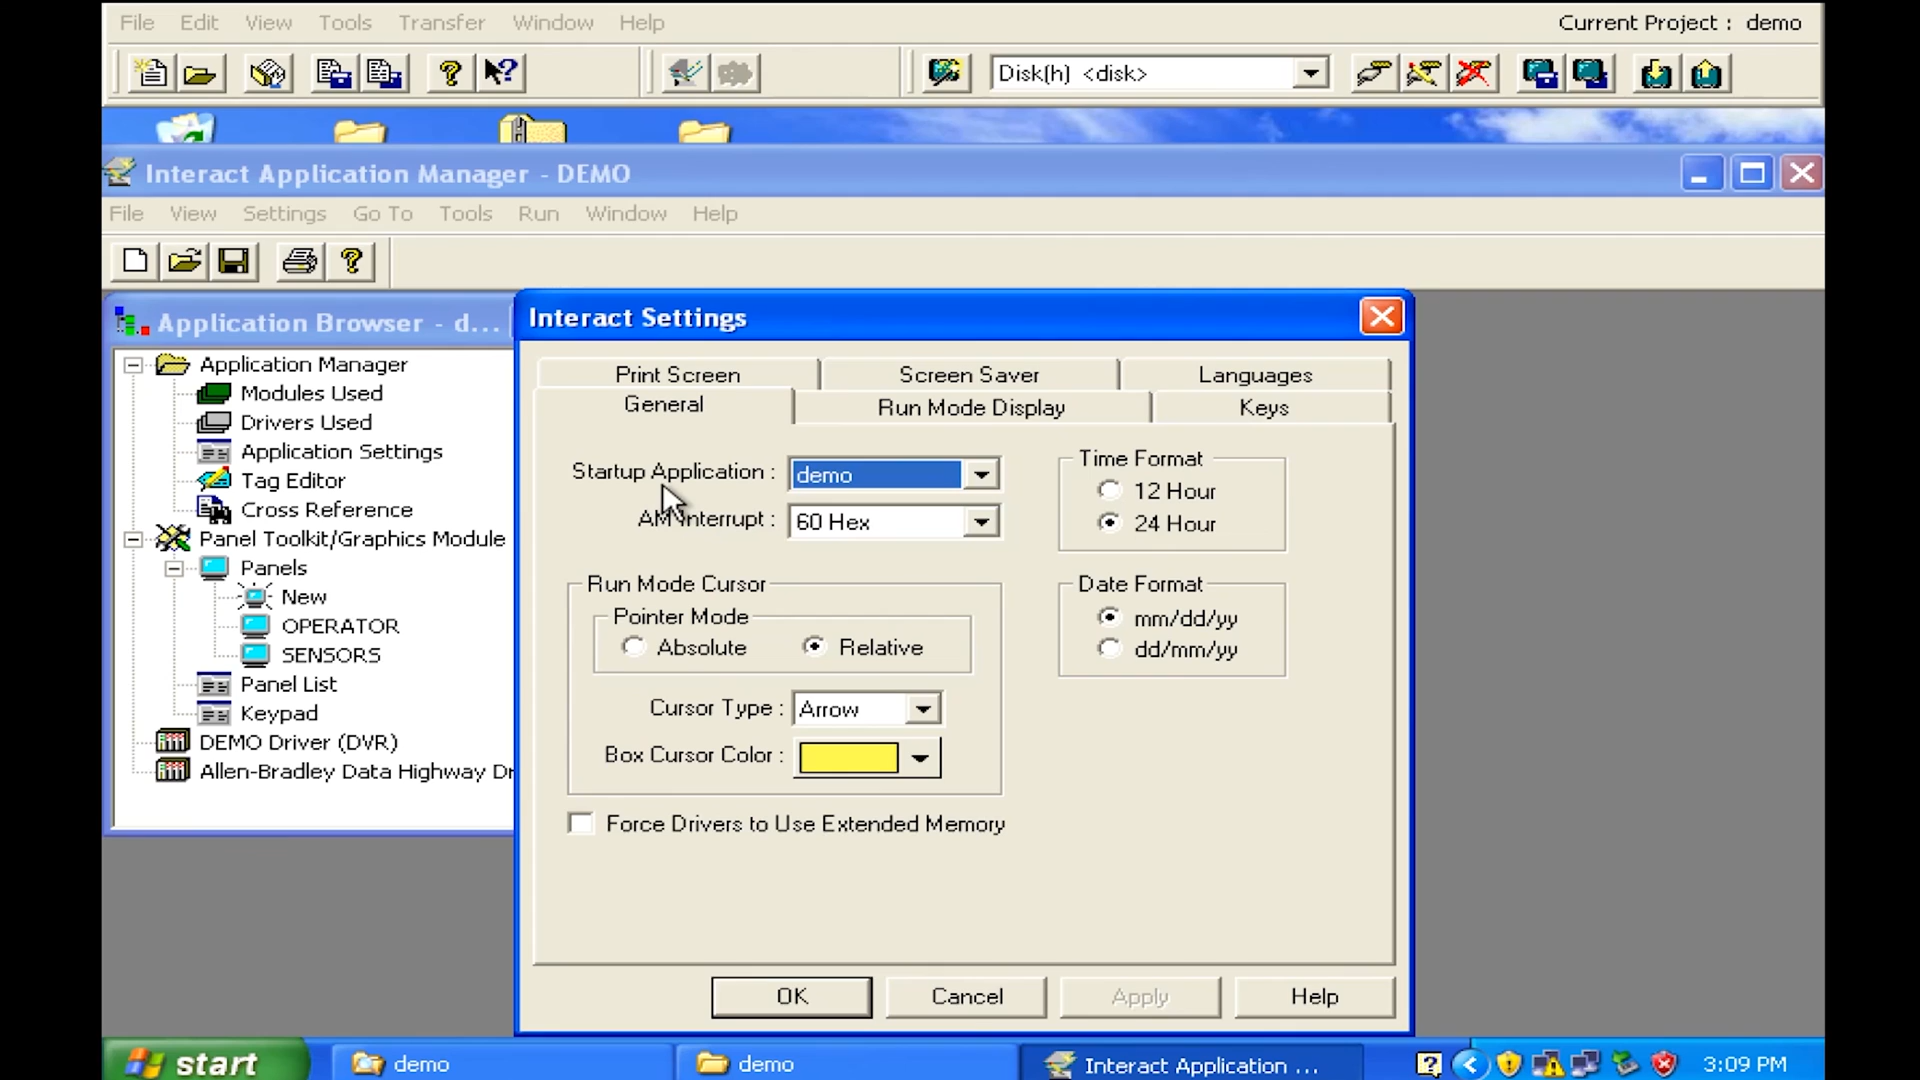 File Edit View Tools Transfer Window Help
Current Project : demo
Disk(h) <disk>
Interact Application Manager - DEMO
File View Settings Go To Tools Run Window Help
Application Browser - d...
Application Manager
Modules Used
Drivers Used
Application Settings
Tag Editor
Cross Reference
Panel Toolkit/Graphics Module
Panels
New
OPERATOR
SENSORS
Panel List
Keypad
DEMO Driver (DVR)
Allen-Bradley Data Highway Dr
Interact Settings
Print Screen Screen Saver Languages
General Run Mode Display Keys
Startup Application : demo
AM Interrupt : 60 Hex
Time Format
12 Hour
24 Hour
Run Mode Cursor
Pointer Mode
Absolute Relative
Cursor Type : Arrow
Box Cursor Color :
Date Format
mm/dd/yy
dd/mm/yy
Force Drivers to Use Extended Memory
OK Cancel Apply Help
start demo demo Interact Application ... 3:09 PM